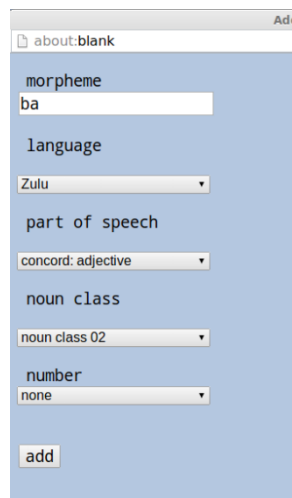 Add
about:blank
morpheme
ba
language
Zulu
part of speech
concord: adjective
noun class
noun class 02
number
none
add